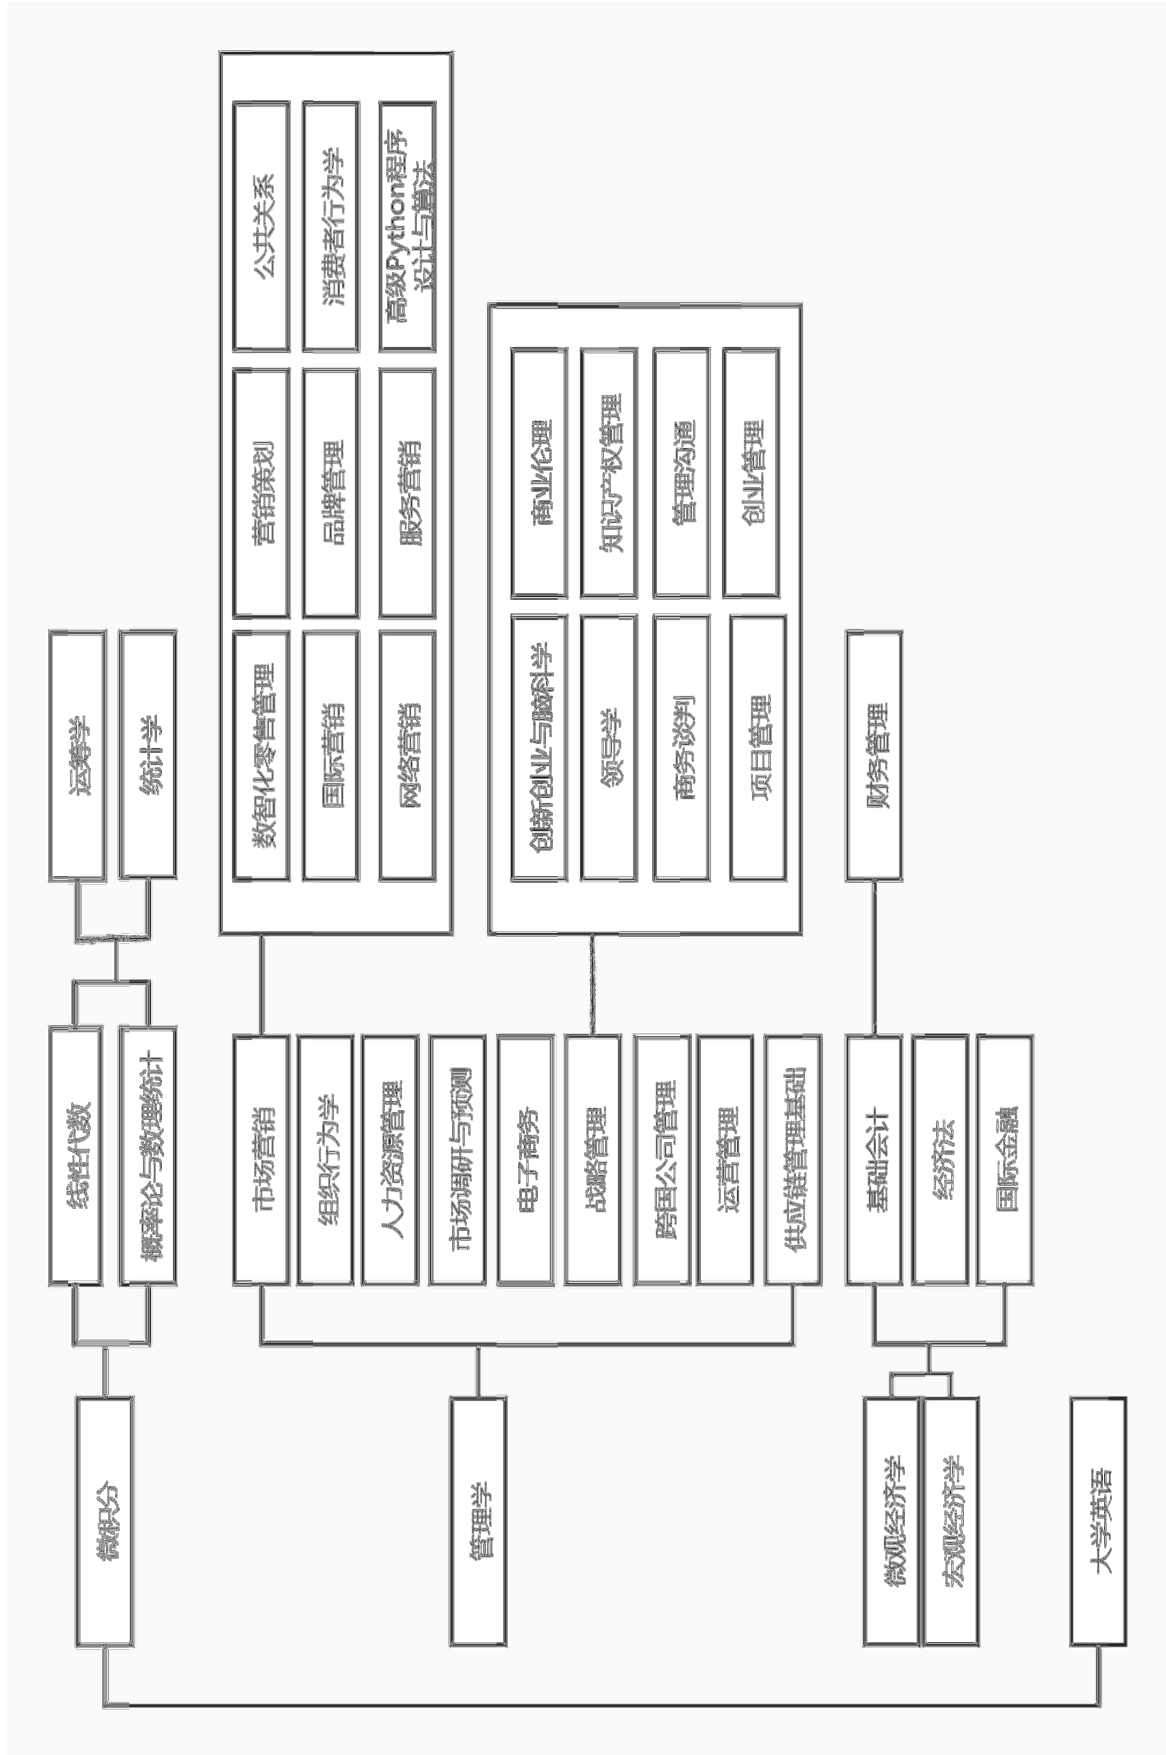 微积分
管理学
微观经济学
宏观经济学
大学英语
线性代数
概率论与数理统计
市场营销
组织行为学
人力资源管理
市场调研与预测
电子商务
战略管理
跨国公司管理
运营管理
供应链管理基础
基础会计
经济法
国际金融
运筹学
统计学
数智化零售管理
营销策划
公共关系
国际营销
品牌管理
消费者行为学
网络营销
服务营销
高级Python程序
设计与算法
创新创业与脑科学
商业伦理
领导学
知识产权管理
商务谈判
管理沟通
项目管理
创业管理
财务管理